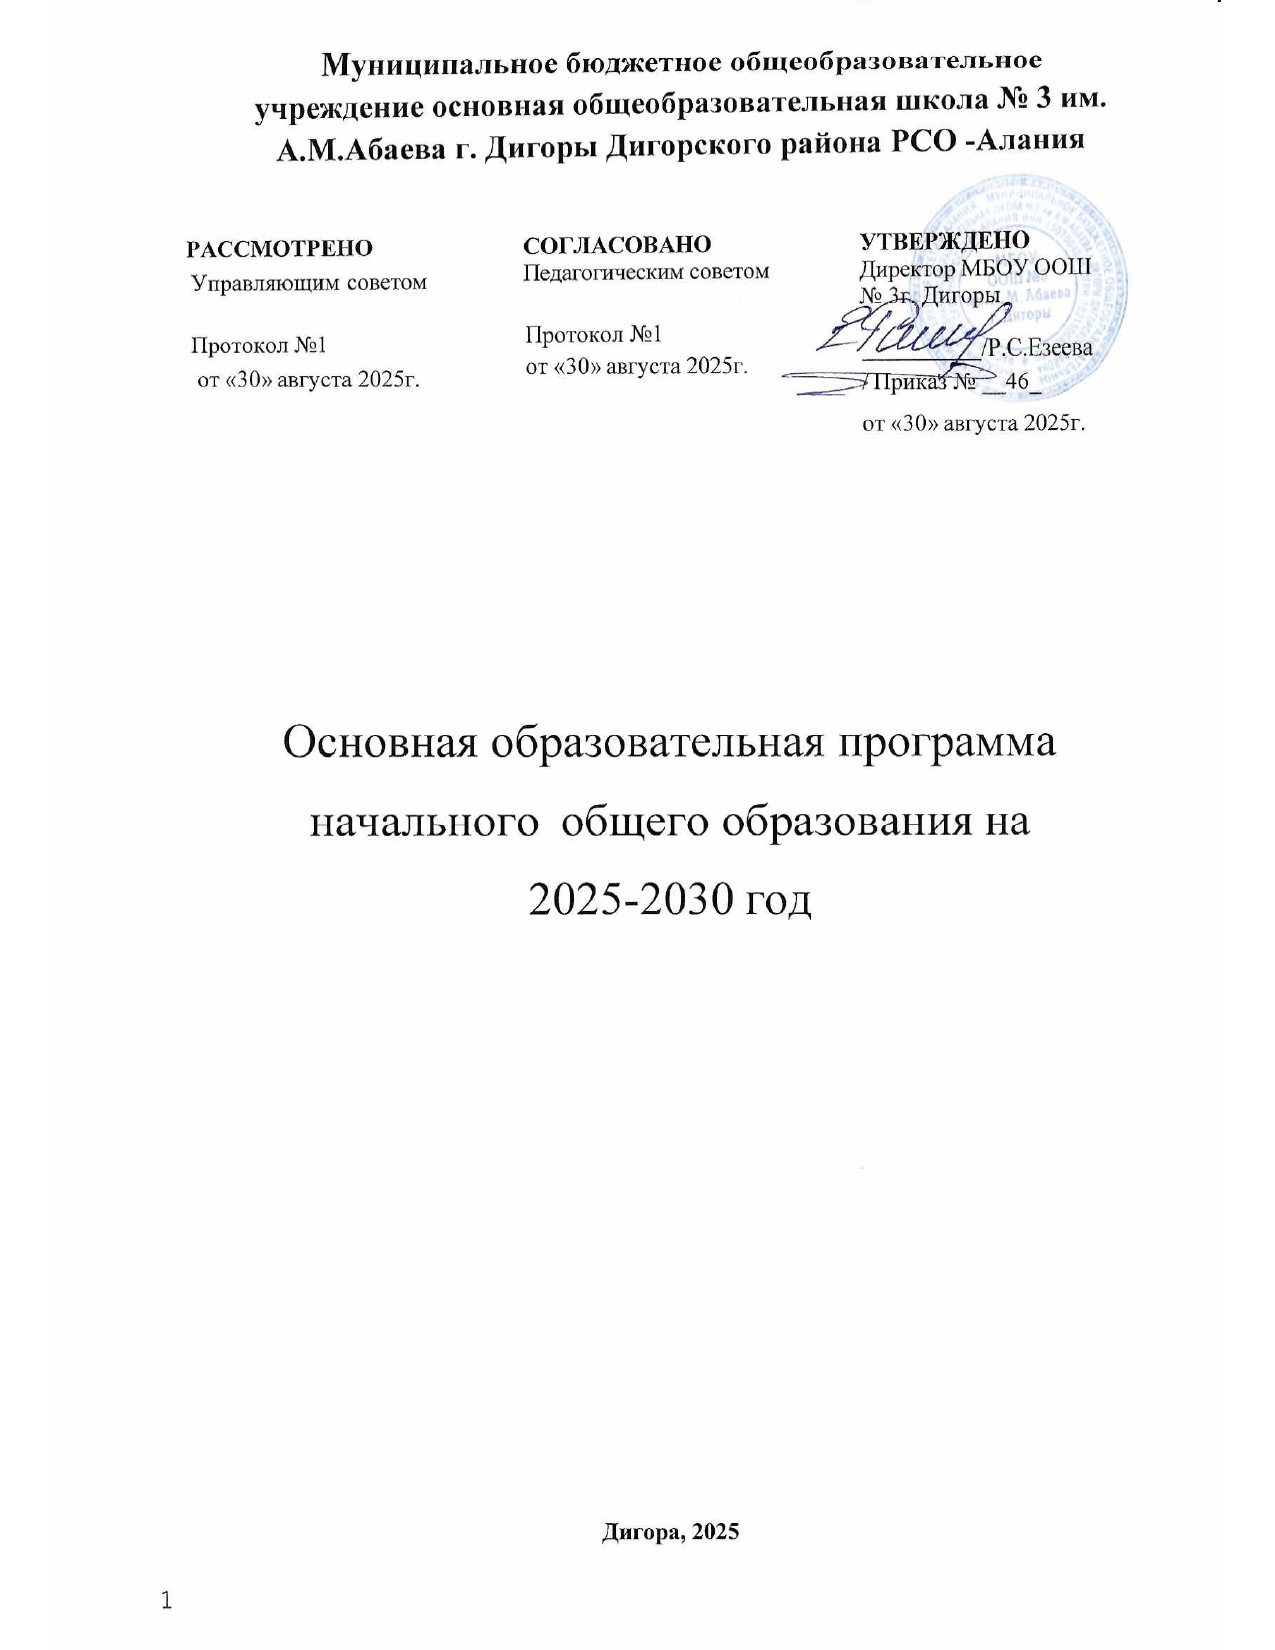 Муниципальное бюджетное общеобразовательное
учреждение основная общеобразовательная школа № 3 им.
А.М.Абаева г. Дигоры Дигорского района РСО -Алания
РАССМОТРЕНО
Управляющим советом
Протокол №1
от «30» августа 2025г.
СОГЛАСОВАНО
Педагогическим советом
Протокол №1
от «30» августа 2025г.
УТВЕРЖДЕНО
Директор МБОУ ООШ
№ 3г. Дигоры
/Р.С.Езеева
/ Приказ № __46_
от «30» августа 2025г.
Основная образовательная программа
начального общего образования на
2025-2030 год
Дигора, 2025
1